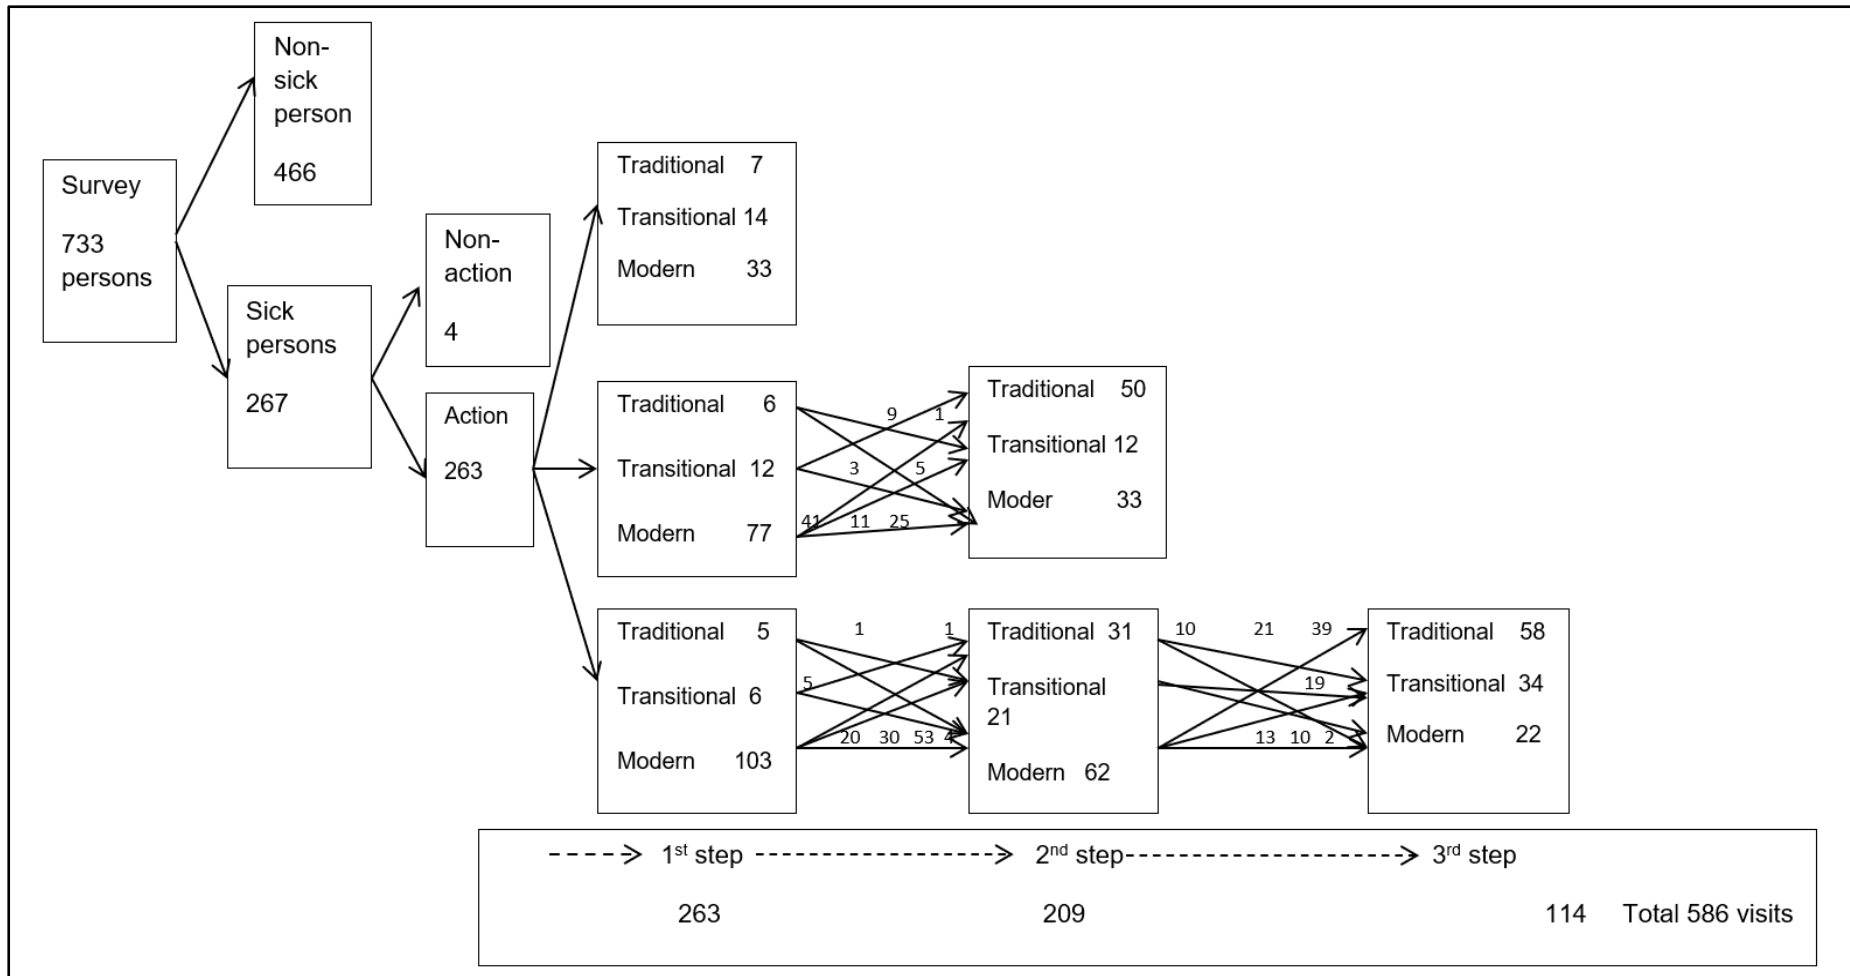 Non-
sick
person
466
Survey
733
persons
Sick
persons
267
Non-
action
4
Action
263
Traditional 7
Transitional 14
Modern 33
Traditional 6
Transitional 12
Modern 77
9 1
3 5
41 11 25
Traditional 50
Transitional 12
Moder 33
Traditional 5
Transitional 6
Modern 103
1 1
5
20 30 53 4
Traditional 31
Transitional
21
Modern 62
10 21 39
19
13 10 2
Traditional 58
Transitional 34
Modern 22
1st step 2nd step 3rd step
263 209 114 Total 586 visits